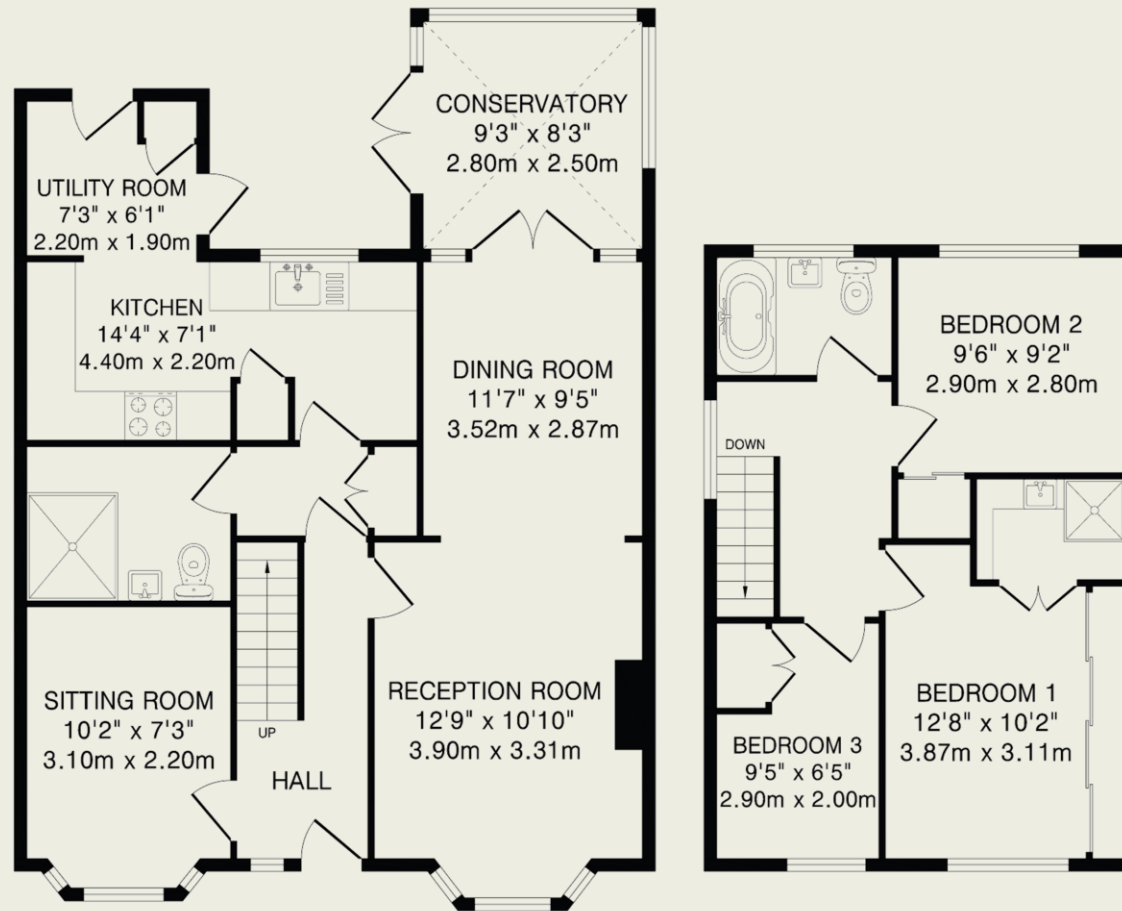 CONSERVATORY
9'3" x 8'3"
2.80m x 2.50m
UTILITY ROOM
7'3" x 6'1"
2.20m x 1.90m
KITCHEN
14'4" x 7'1"
4.40m x 2.20m
DINING ROOM
11'7" x 9'5"
3.52m x 2.87m
SITTING ROOM
10'2" x 7'3"
3.10m x 2.20m
UP
HALL
RECEPTION ROOM
12'9" x 10'10"
3.90m x 3.31m
BEDROOM 2
9'6" x 9'2"
2.90m x 2.80m
DOWN
BEDROOM 1
12'8" x 10'2"
3.87m x 3.11m
BEDROOM 3
9'5" x 6'5"
2.90m x 2.00m